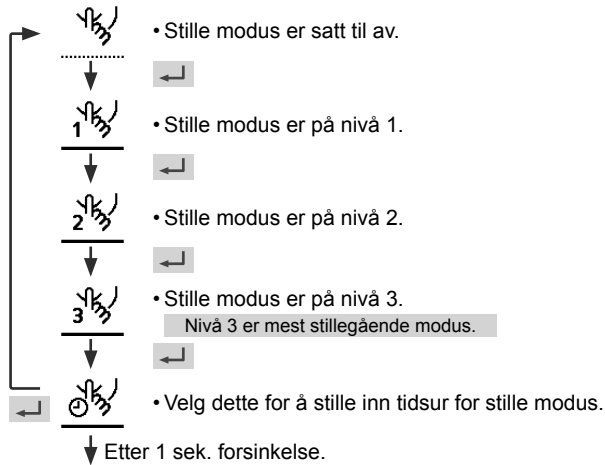 • Stille modus er satt til av.
1
• Stille modus er på nivå 1.
2
• Stille modus er på nivå 2.
3
• Stille modus er på nivå 3.
Nivå 3 er mest stillegående modus.
• Velg dette for å stille inn tidsur for stille modus.
Etter 1 sek. forsinkelse.